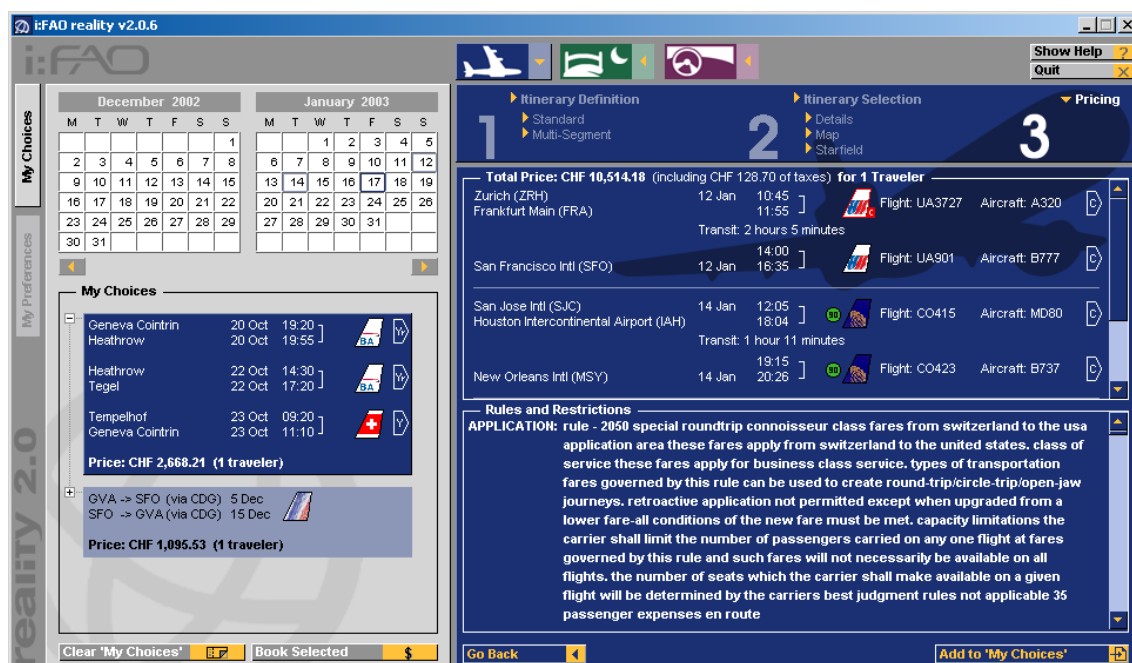 i:FAO reality v2.0.6
i:FAO
Show Help ?
Quit
My Choices
My Preferences
reality 2.0
December 2002
M T W T F S S
1
2 3 4 5 6 7 8
9 10 11 12 13 14 15
16 17 18 19 20 21 22
23 24 25 26 27 28 29
30 31
January 2003
M T W T F S S
1 2 3 4 5
6 7 8 9 10 11 12
13 14 15 16 17 18 19
20 21 22 23 24 25 26
27 28 29 30 31
My Choices
Geneva Cointrin 20 Oct 19:20
Heathrow 20 Oct 19:55 BA
Heathrow 22 Oct 14:30
Tegel 22 Oct 17:20 BA
Tempelhof 23 Oct 09:20 Y
Geneva Cointrin 23 Oct 11:10
Price: CHF 2,668.21 (1 traveler)
GVA -> SFO (via CDG) 5 Dec
SFO -> GVA (via CDG) 15 Dec
Price: CHF 1,095.53 (1 traveler)
Clear 'My Choices'
Book Selected $
1
Itinerary Definition
Standard
Multi-Segment
2
Itinerary Selection
Details
Map
Starfield
Pricing
3
Total Price: CHF 10,514.18 (including CHF 128.70 of taxes) for 1 Traveler
Zurich (ZRH) 12 Jan 10:45 Flight: UA3727 Aircraft: A320 C
Frankfurt Main (FRA) 11:55
Transit: 2 hours 5 minutes
14:00 Flight: UA901 Aircraft: B777 C
San Francisco Intl (SFO) 12 Jan 16:35
San Jose Intl (SJC) 14 Jan 12:05 Flight: CO415 Aircraft: MD80 C
Houston Intercontinental Airport (IAH) 18:04
Transit: 1 hour 11 minutes
19:15 Flight: CO423 Aircraft: B737 C
New Orleans Intl (MSY) 14 Jan 20:26
Rules and Restrictions
APPLICATION: rule - 2050 special roundtrip connoisseur class fares from switzerland to the usa
application area these fares apply from switzerland to the united states. class of
service these fares apply for business class service. types of transportation
fares governed by this rule can be used to create round-trip/circle-trip/open-jaw
journeys. retroactive application not permitted except when upgraded from a
lower fare-all conditions of the new fare must be met. capacity limitations the
carrier shall limit the number of passengers carried on any one flight at fares
governed by this rule and such fares will not necessarily be available on all
flights. the number of seats which the carrier shall make available on a given
flight will be determined by the carriers best judgment rules not applicable 35
passenger expenses en route
Go Back
Add to 'My Choices'